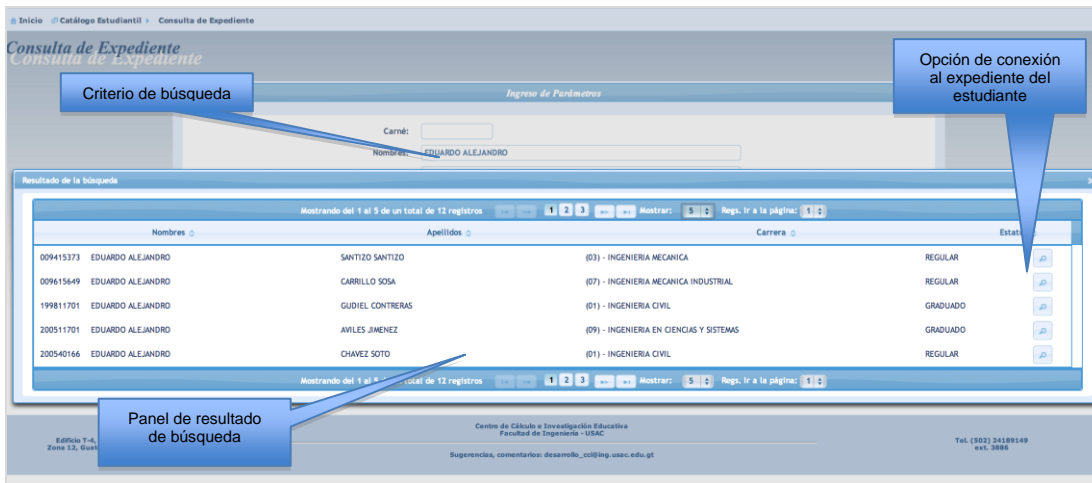 Inicio Catálogo Estudiantil Consulta de Expediente
Consulta de Expediente
Opción de conexión
al expediente del
estudiante
Criterio de búsqueda
Ingreso de Parámetros
Carné:
Nombres: EDUARDO ALEJANDRO
Resultado de la búsqueda
Mostrando del 1 al 5 de un total de 12 registros 1 2 3 Mostrar: 5 Regs. Ir a la página: 1
Nombres Apellidos Carrera
009415373 EDUARDO ALEJANDRO SANTIZO SANTIZO (03) - INGENIERIA MECANICA REGULAR
009615649 EDUARDO ALEJANDRO CARRILLO SOSA (07) - INGENIERIA MECANICA INDUSTRIAL REGULAR
199811701 EDUARDO ALEJANDRO GUDIEL CONTRERAS (01) - INGENIERIA CIVIL GRADUADO
200511701 EDUARDO ALEJANDRO AVILES JIMENEZ (09) - INGENIERIA EN CIENCIAS Y SISTEMAS GRADUADO
200540166 EDUARDO ALEJANDRO CHAVEZ SOTO (01) - INGENIERIA CIVIL REGULAR
Mostrando del 1 al 5 de un total de 12 registros 1 2 3 Mostrar: 5 Regs. Ir a la página: 1
Panel de resultado
de búsqueda
Centro de Cálculo e Investigación Educativa
Facultad de Ingeniería - USAC
Edificio T-4,
Zona 12,
Tel. (502) 24189149
ext. 3886
Sugerencias, comentarios: desarrollo_cci@ing.usac.edu.gt